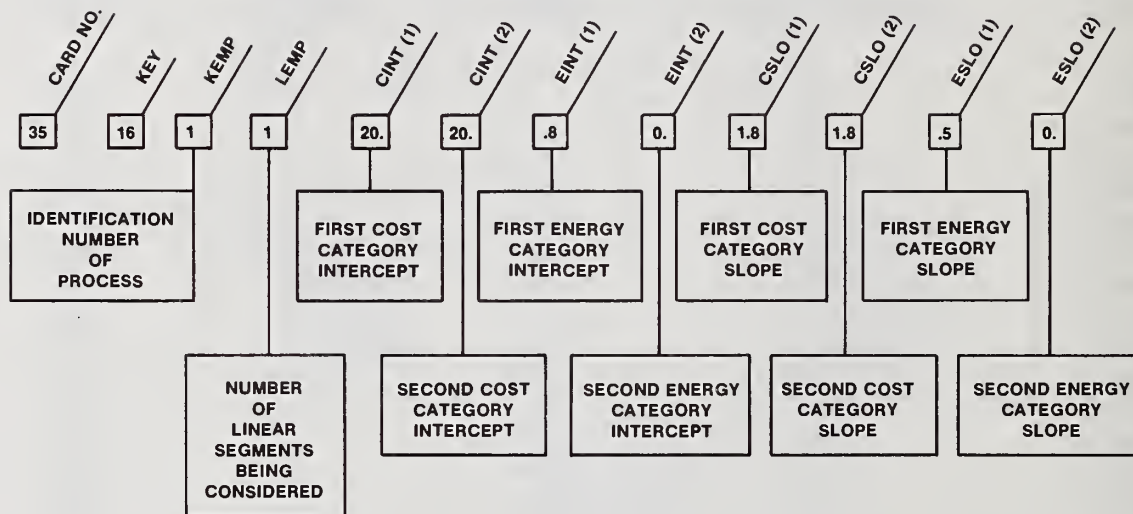 CARD NO.
KEY
KEMP
LEMP
CINT (1)
CINT (2)
EINT (1)
EINT (2)
CSLO (1)
CSLO (2)
ESLO (1)
ESLO (2)
35
16
1
1
20.
20.
.8
0.
1.8
1.8
.5
0.
IDENTIFICATION
NUMBER
OF
PROCESS
FIRST COST
CATEGORY
INTERCEPT
FIRST ENERGY
CATEGORY
INTERCEPT
FIRST COST
CATEGORY
SLOPE
FIRST ENERGY
CATEGORY
SLOPE
NUMBER
OF
LINEAR
SEGMENTS
BEING
CONSIDERED
SECOND COST
CATEGORY
INTERCEPT
SECOND ENERGY
CATEGORY
INTERCEPT
SECOND COST
CATEGORY
SLOPE
SECOND ENERGY
CATEGORY
SLOPE